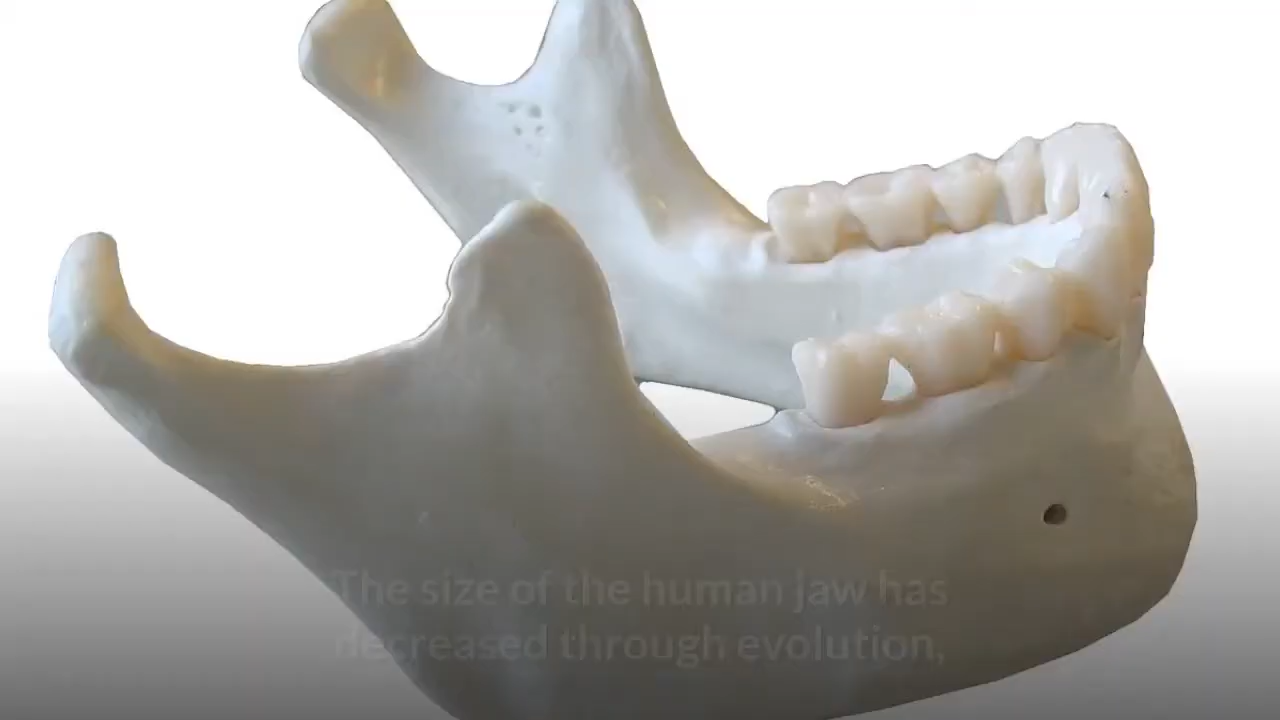 The size of the human jaw has
decreased through evolution,